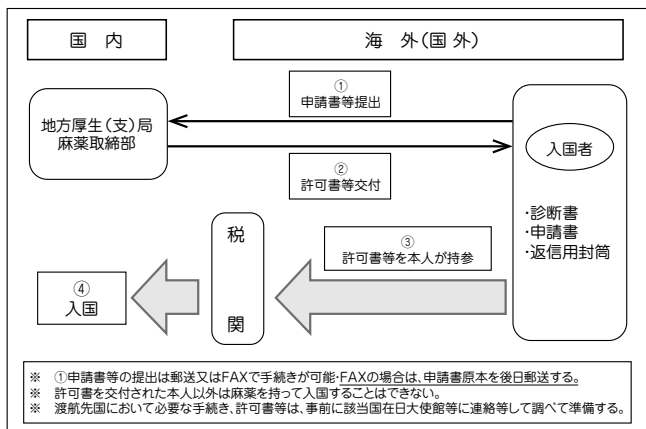 国 内
海 外(国 外)
①
申請書等提出
地方厚生(支)局
麻薬取締部
入国者
②
許可書等交付
・診断書
・申請書
・返信用封筒
税
関
③
許可書等を本人が持参
④
入国
※ ①申請書等の提出は郵送又はFAXで手続きが可能・FAXの場合は、申請書原本を後日郵送する。
※ 許可書を交付された本人以外は麻薬を持って入国することはできない。
※ 渡航先国において必要な手続き、許可書等は、事前に該当国在日大使館等に連絡等して調べて準備する。